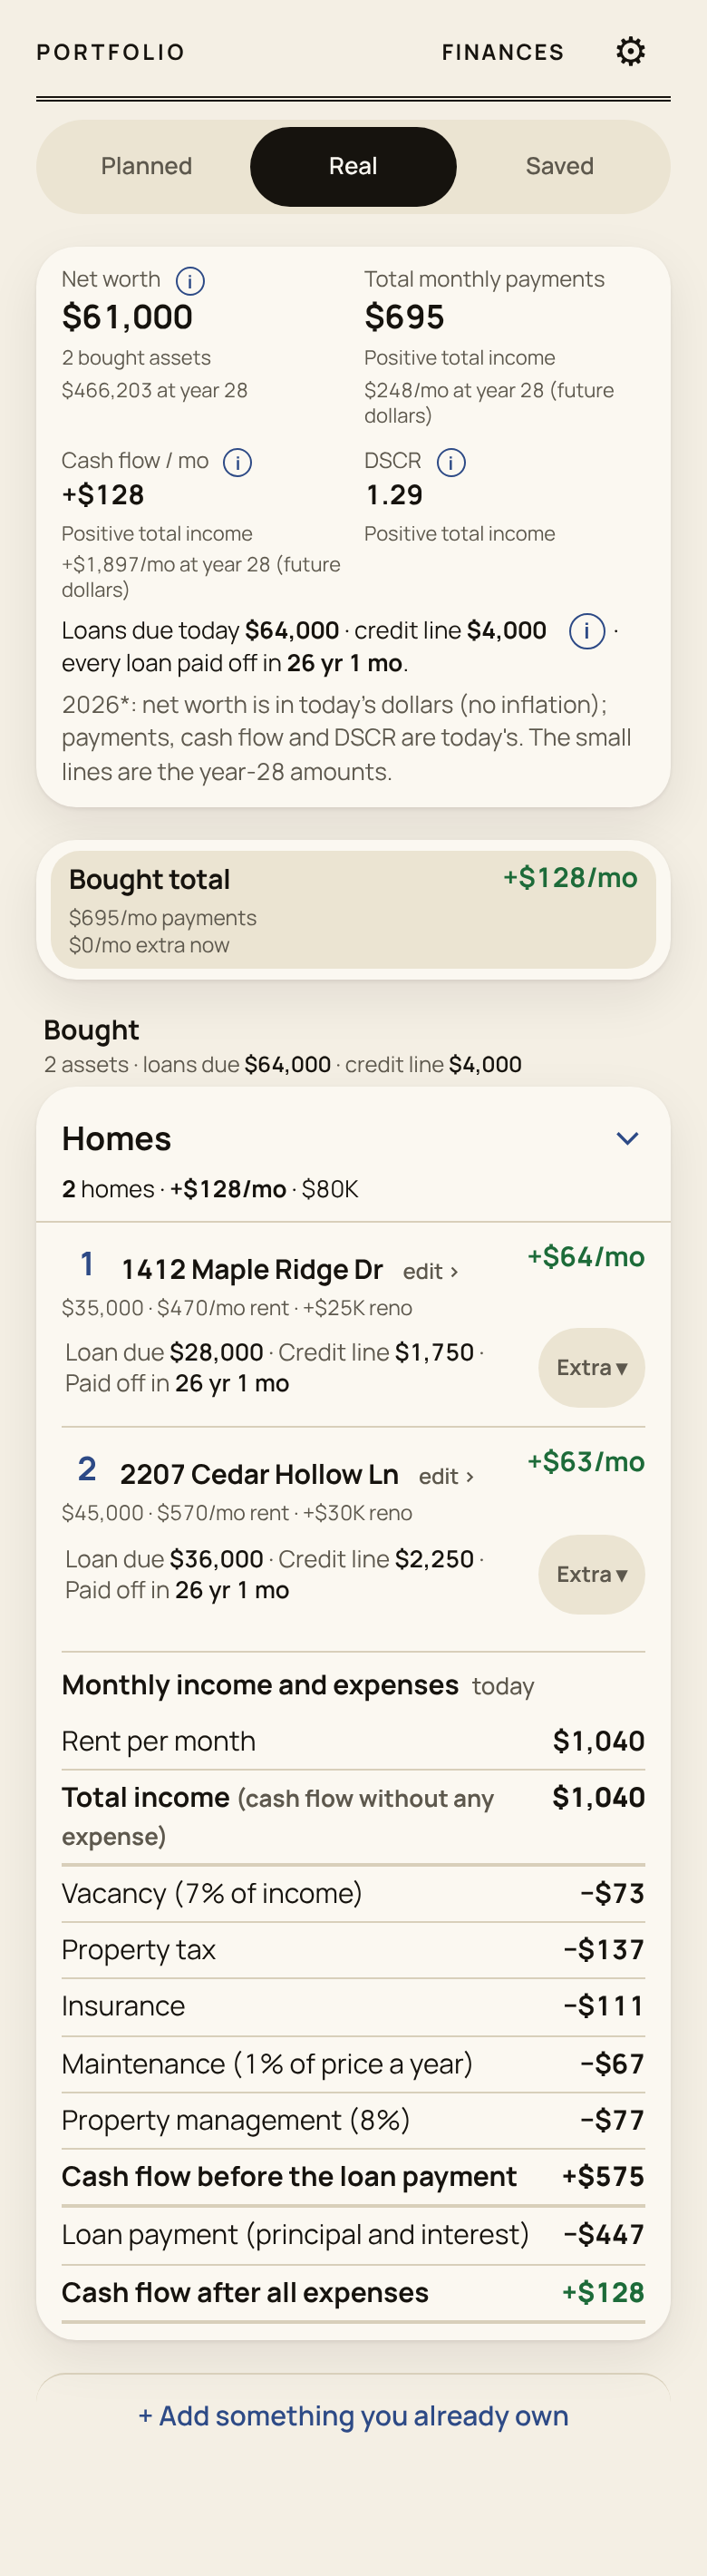 PORTFOLIO
FINANCES
Planned
Real
Saved
Net worth i
$61,000
2 bought assets
$466,203 at year 28
Total monthly payments
$695
Positive total income
$248/mo at year 28 (future
dollars)
Cash flow / mo i
+$128
Positive total income
+$1,897/mo at year 28 (future
dollars)
DSCR i
1.29
Positive total income
Loans due today $64,000 · credit line $4,000 i ·
every loan paid off in 26 yr 1 mo.
2026*: net worth is in today's dollars (no inflation);
payments, cash flow and DSCR are today's. The small
lines are the year-28 amounts.
Bought total +$128/mo
$695/mo payments
$0/mo extra now
Bought
2 assets · loans due $64,000 · credit line $4,000
Homes
2 homes · +$128/mo · $80K
1 1412 Maple Ridge Dr edit › +$64/mo
$35,000 · $470/mo rent · +$25K reno
Loan due $28,000 · Credit line $1,750 ·
Paid off in 26 yr 1 mo
Extra ▾
2 2207 Cedar Hollow Ln edit › +$63/mo
$45,000 · $570/mo rent · +$30K reno
Loan due $36,000 · Credit line $2,250 ·
Paid off in 26 yr 1 mo
Extra ▾
Monthly income and expenses today
Rent per month $1,040
Total income (cash flow without any $1,040
expense)
Vacancy (7% of income) −$73
Property tax −$137
Insurance −$111
Maintenance (1% of price a year) −$67
Property management (8%) −$77
Cash flow before the loan payment +$575
Loan payment (principal and interest) −$447
Cash flow after all expenses +$128
+ Add something you already own